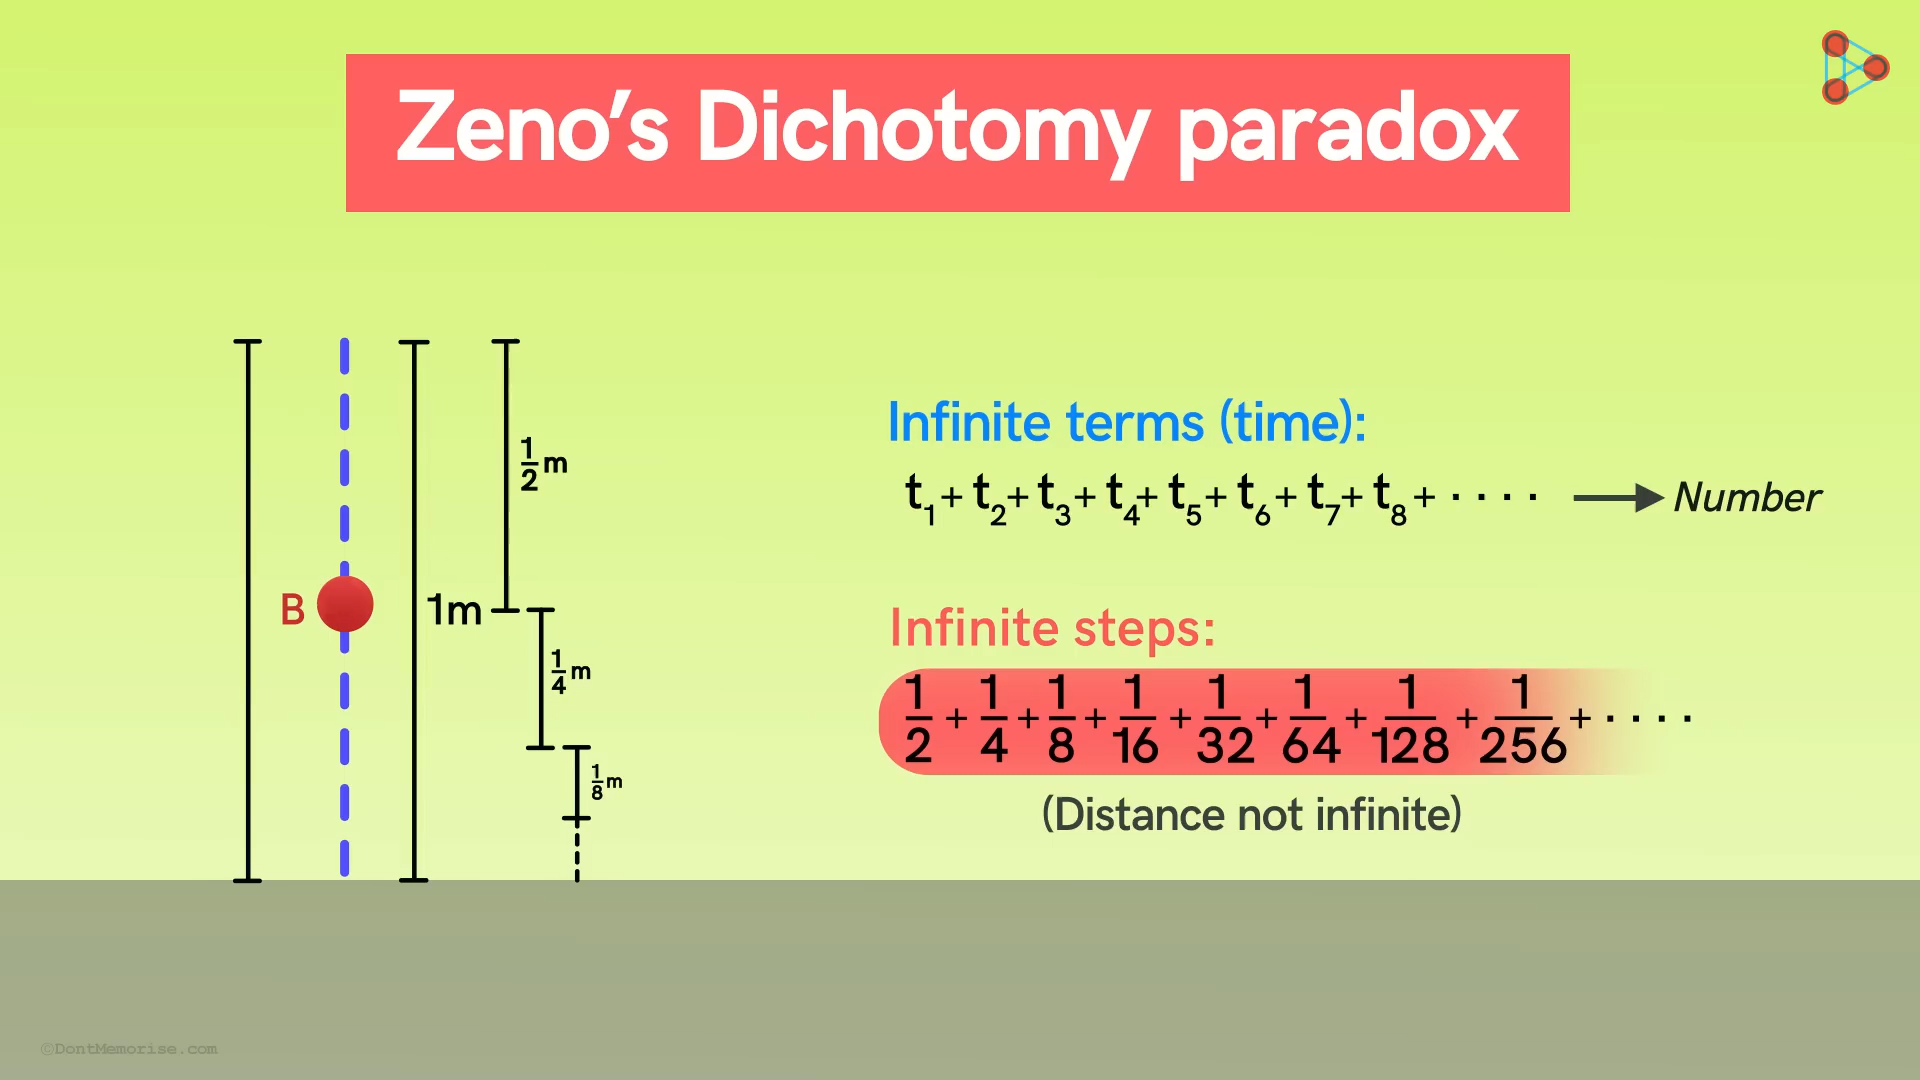 Zeno's Dichotomy paradox
B
1m
1/2 m
1/4 m
1/8 m
Infinite terms (time):
t₁ + t₂ + t₃ + t₄ + t₅ + t₆ + t₇ + t₈ + · · · · → Number
Infinite steps:
1/2 + 1/4 + 1/8 + 1/16 + 1/32 + 1/64 + 1/128 + 1/256 + · · · ·
(Distance not infinite)
©DontMemorise.com